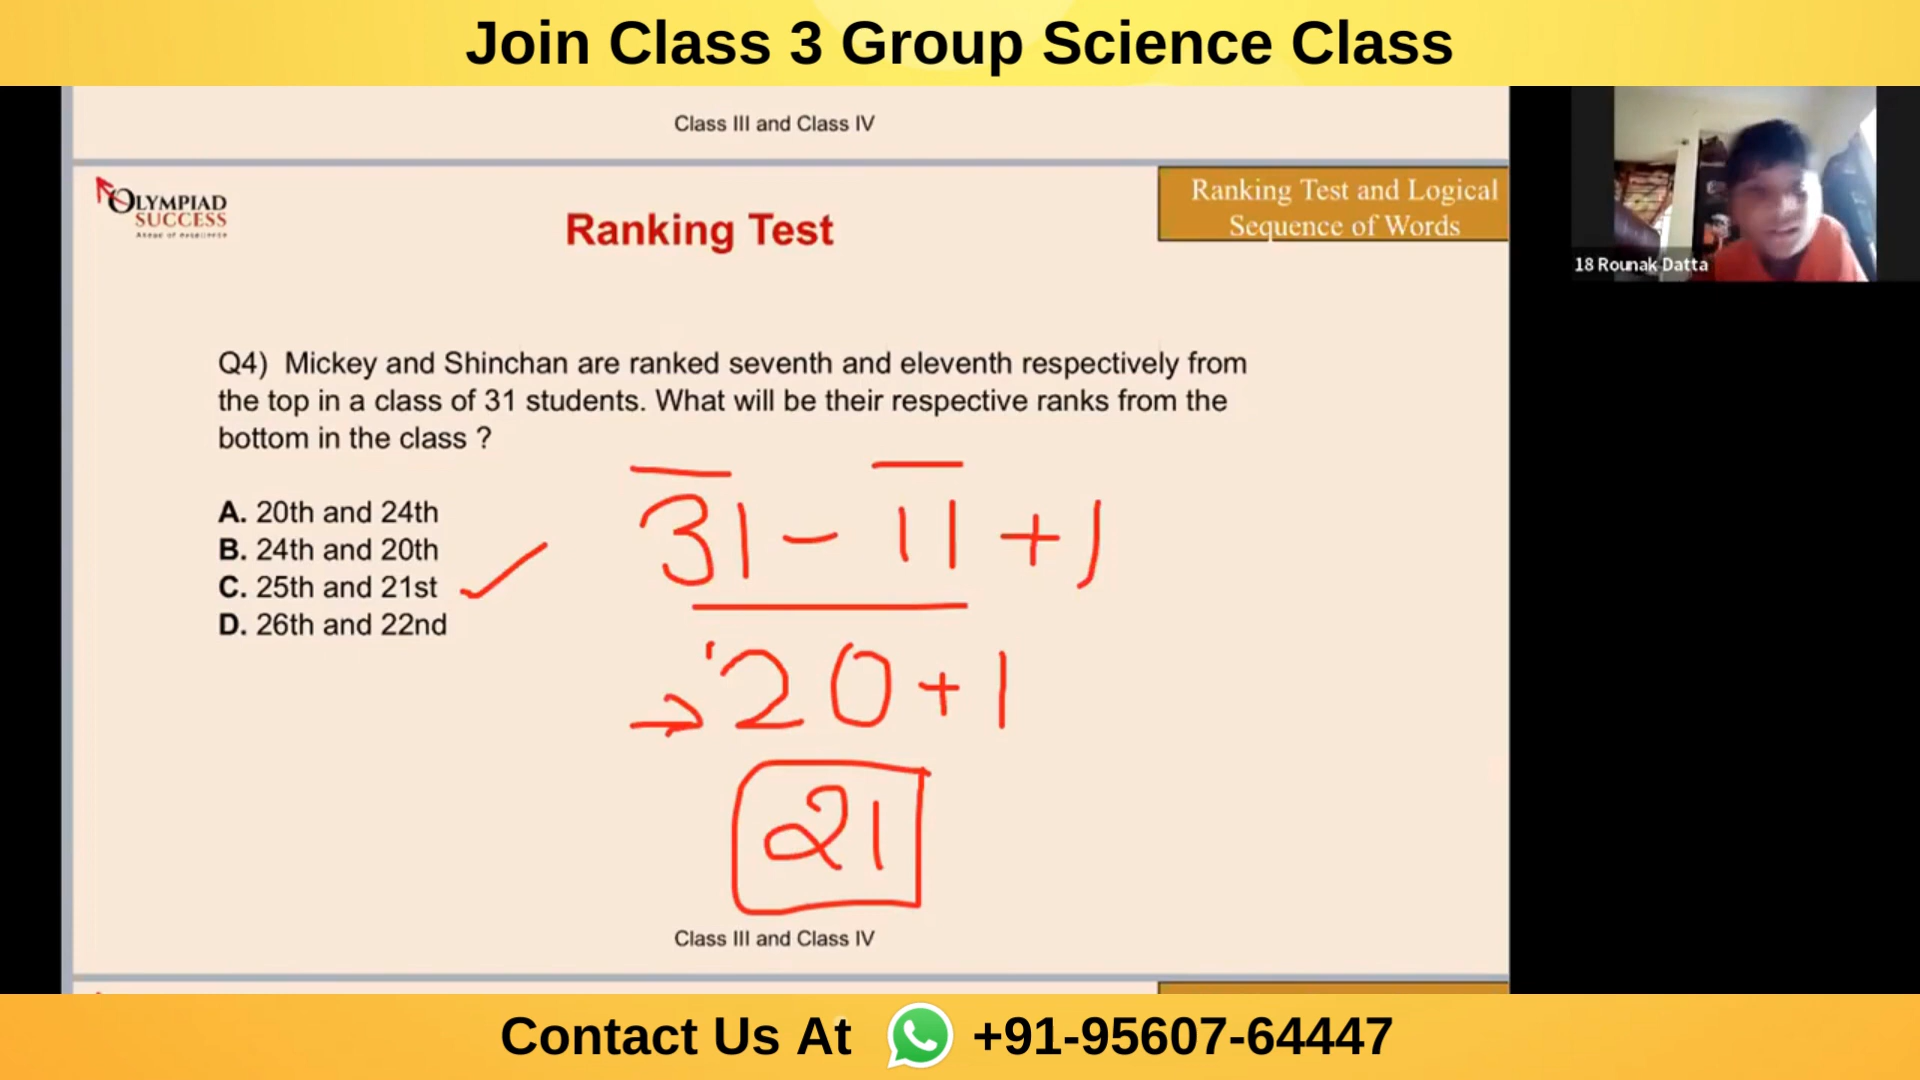 Join Class 3 Group Science Class
Class III and Class IV
OLYMPIAD
SUCCESS
Ranking Test
Ranking Test and Logical
Sequence of Words
18 Rounak Datta
Q4) Mickey and Shinchan are ranked seventh and eleventh respectively from
the top in a class of 31 students. What will be their respective ranks from the
bottom in the class ?
A. 20th and 24th
B. 24th and 20th
C. 25th and 21st
D. 26th and 22nd
31 - 11 + 1
→ 20 + 1
21
Class III and Class IV
Contact Us At +91-95607-64447